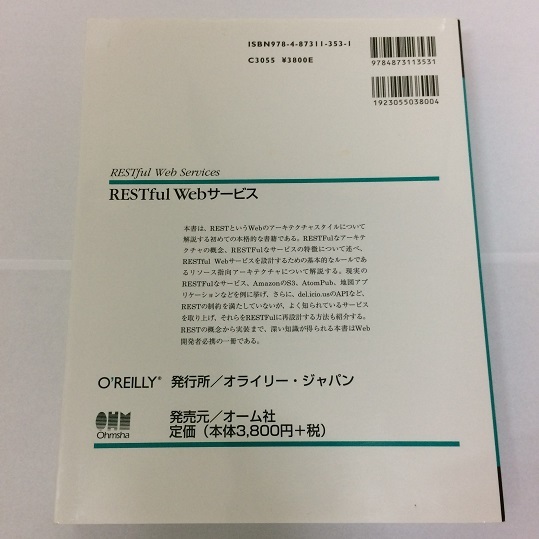 ISBN978-4-87311-353-1
C3055 ¥3800E
9784873113531
1923055038004
RESTful Web Services
RESTful Webサービス
本書は、RESTというWebのアーキテクチャスタイルについて
解説する初めての本格的な書籍である。RESTFulなアーキテ
クチャの概念、RESTFulなサービスの特徴について述べ、
RESTful Webサービスを設計するための基本的なルールであ
るリソース指向アーキテクチャについて解説する。現実の
RESTFulなサービス、AmazonのS3、AtomPub、地図アプ
リケーションなどを例に挙げ、さらに、del.icio.usのAPIなど、
RESTの制約を満たしていないが、よく知られているサービス
を取り上げ、それらをRESTFulに再設計する方法も紹介する。
RESTの概念から実装まで、深い知識が得られる本書はWeb
開発者必携の一冊である。
O'REILLY® 発行所／オライリー・ジャパン
OHM
Ohmsha
発売元／オーム社
定価（本体3,800円+税）